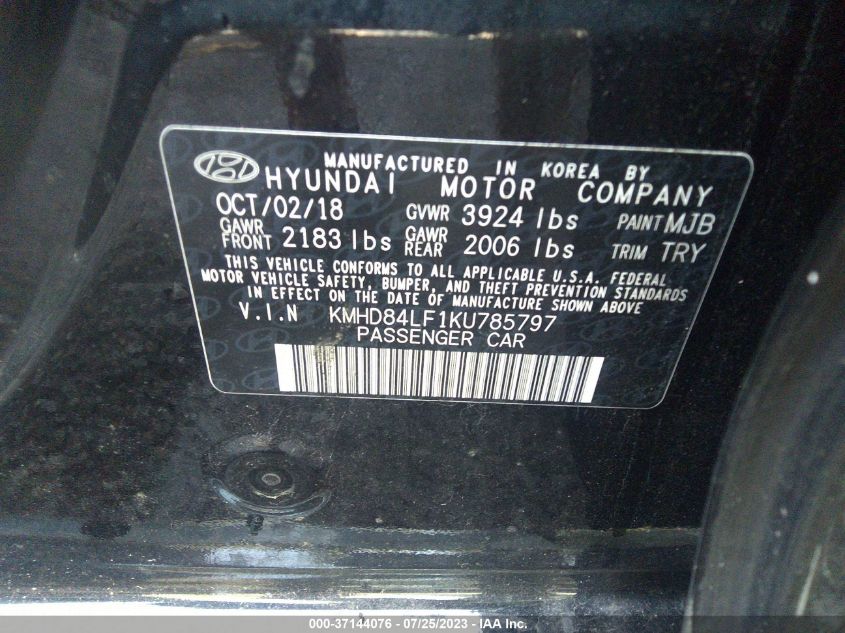 MANUFACTURED IN KOREA BY
HYUNDAI MOTOR COMPANY
OCT/02/18 GVWR 3924 lbs PAINT MJB
GAWR FRONT 2183 lbs GAWR REAR 2006 lbs TRIM TRY
THIS VEHICLE CONFORMS TO ALL APPLICABLE U.S.A. FEDERAL
MOTOR VEHICLE SAFETY, BUMPER, AND THEFT PREVENTION STANDARDS
IN EFFECT ON THE DATE OF MANUFACTURE SHOWN ABOVE
V.I.N KMHD84LF1KU785797
PASSENGER CAR
000-37144076 - 07/25/2023 - IAA Inc.